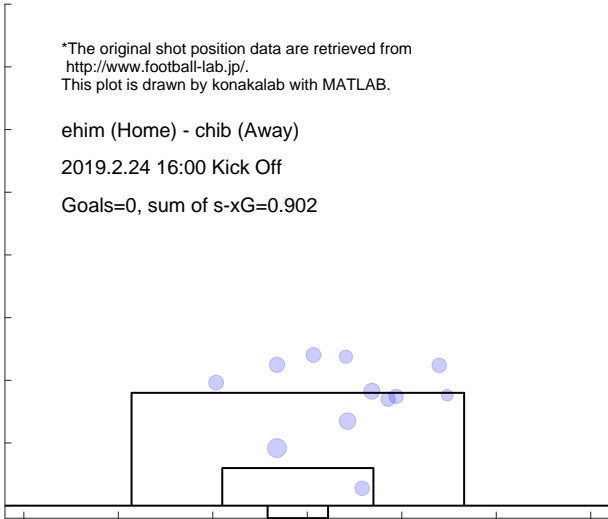 *The original shot position data are retrieved from
http://www.football-lab.jp/.
This plot is drawn by konakalab with MATLAB.
ehim (Home) - chib (Away)
2019.2.24 16:00 Kick Off
Goals=0, sum of s-xG=0.902